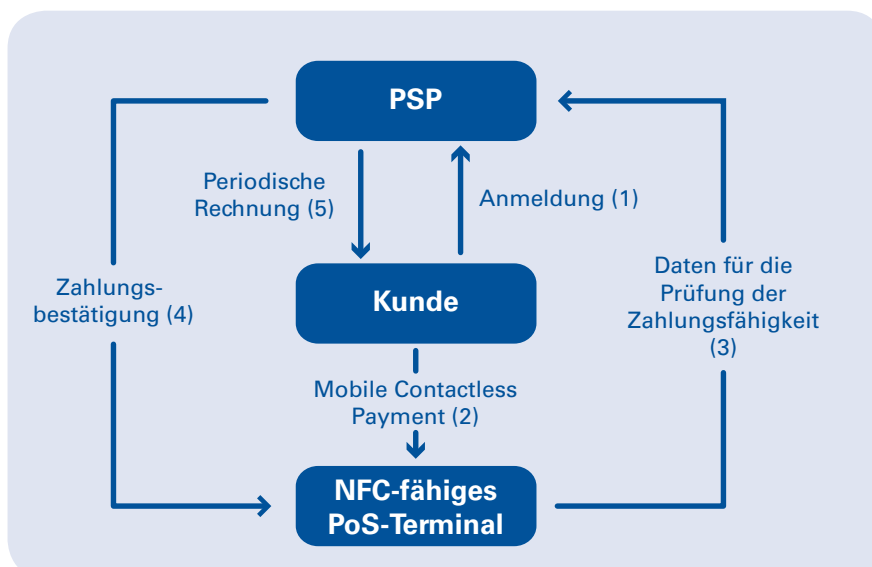 PSP
Periodische
Rechnung (5)
Anmeldung (1)
Zahlungs-
bestätigung (4)
Kunde
Daten für die
Prüfung der
Zahlungsfähigkeit
(3)
Mobile Contactless
Payment (2)
NFC-fähiges
PoS-Terminal